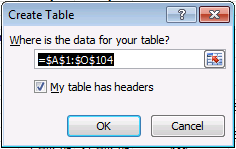 Create Table
Where is the data for your table?
=$A$1:$O$104
My table has headers
OK
Cancel